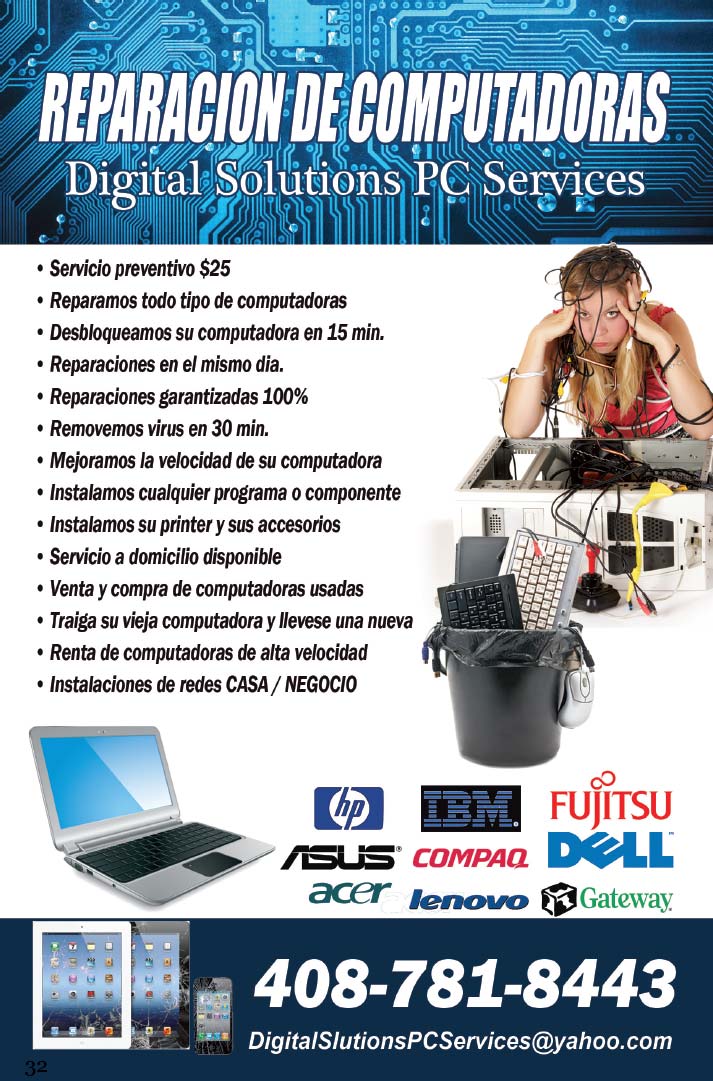 REPARACION DE COMPUTADORAS
Digital Solutions PC Services
• Servicio preventivo $25
• Reparamos todo tipo de computadoras
• Desbloqueamos su computadora en 15 min.
• Reparaciones en el mismo dia.
• Reparaciones garantizadas 100%
• Removemos virus en 30 min.
• Mejoramos la velocidad de su computadora
• Instalamos cualquier programa o componente
• Instalamos su printer y sus accesorios
• Servicio a domicilio disponible
• Venta y compra de computadoras usadas
• Traiga su vieja computadora y llevese una nueva
• Renta de computadoras de alta velocidad
• Instalaciones de redes CASA / NEGOCIO
hp IBM® FUJITSU
ASUS® COMPAQ DELL™
acer lenovo Gateway
408-781-8443
DigitalSlutionsPCServices@yahoo.com
32